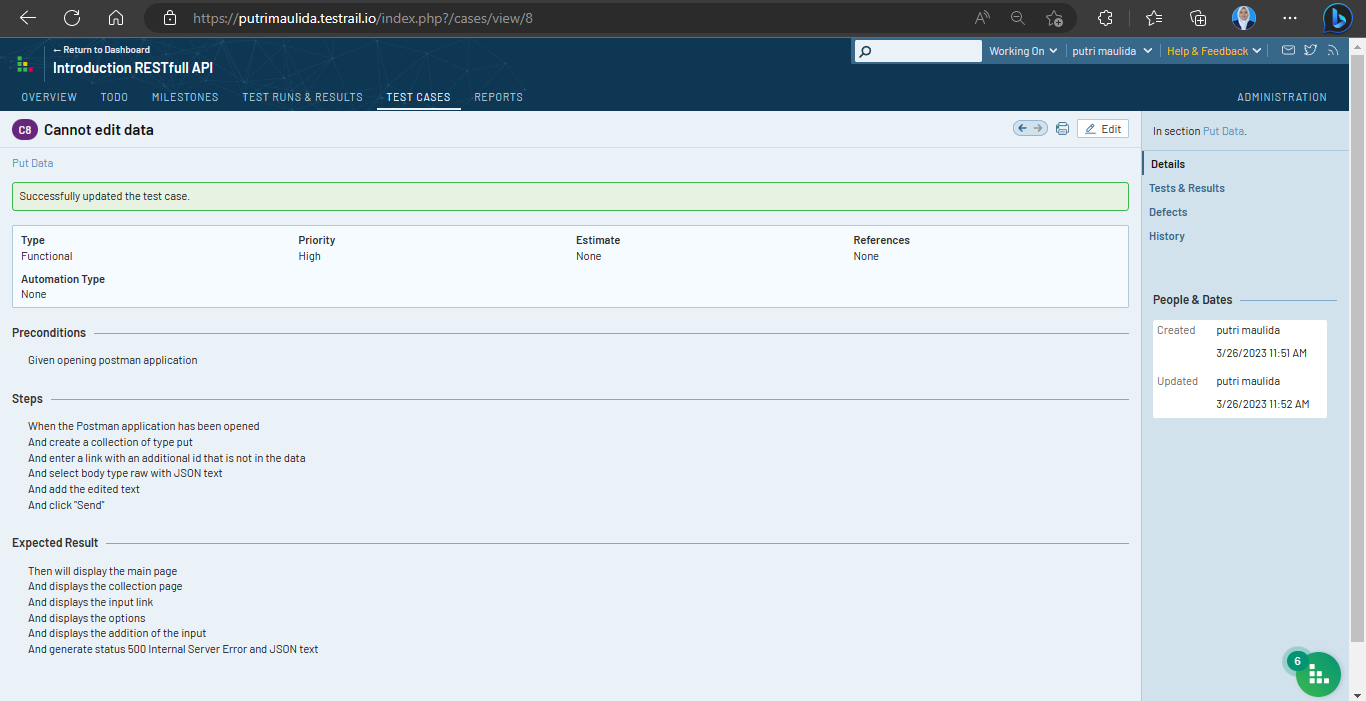 https://putrimaulida.testrail.io/index.php?/cases/view/8
← Return to Dashboard
Introduction RESTfull API
Working On
putri maulida
Help & Feedback
OVERVIEW TODO MILESTONES TEST RUNS & RESULTS TEST CASES REPORTS ADMINISTRATION
C8 Cannot edit data
Edit
Put Data
Successfully updated the test case.
Type Priority Estimate References
Functional High None None
Automation Type
None
Preconditions
Given opening postman application
Steps
When the Postman application has been opened
And create a collection of type put
And enter a link with an additional id that is not in the data
And select body type raw with JSON text
And add the edited text
And click "Send"
Expected Result
Then will display the main page
And displays the collection page
And displays the input link
And displays the options
And displays the addition of the input
And generate status 500 Internal Server Error and JSON text
In section Put Data.
Details
Tests & Results
Defects
History
People & Dates
Created putri maulida
3/26/2023 11:51 AM
Updated putri maulida
3/26/2023 11:52 AM
6